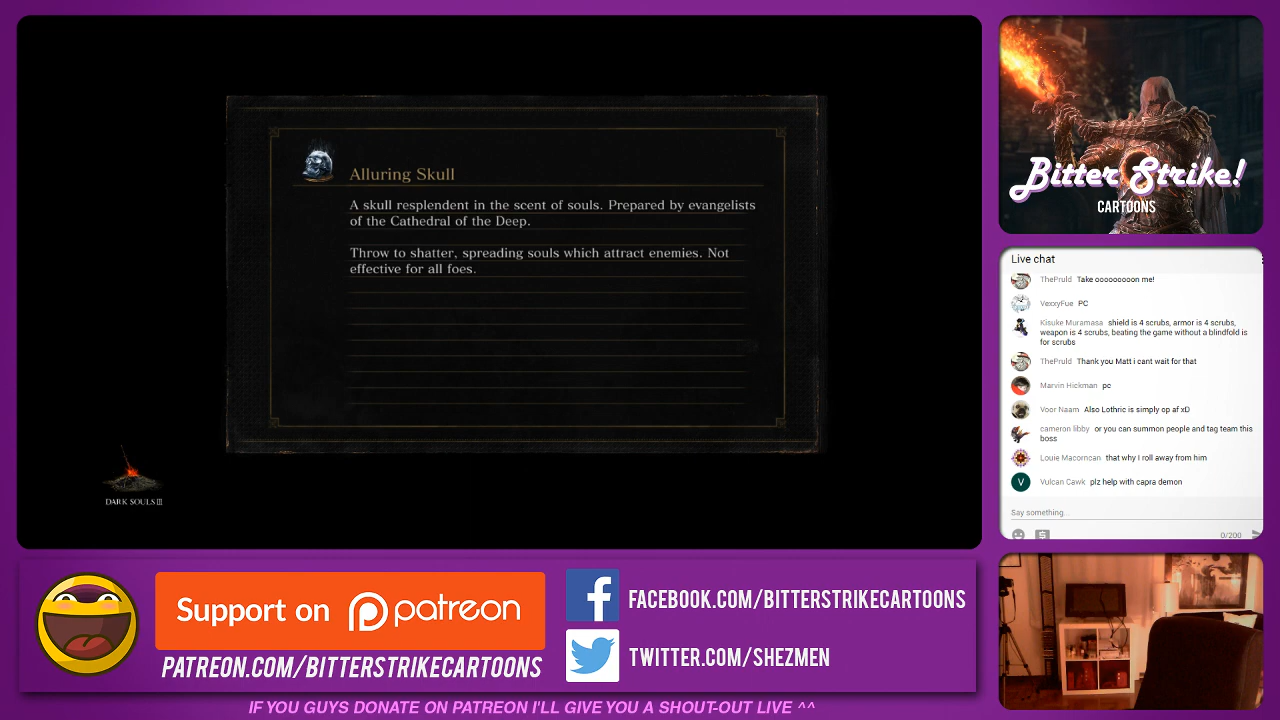 Alluring Skull
A skull resplendent in the scent of souls. Prepared by evangelists
of the Cathedral of the Deep.
Throw to shatter, spreading souls which attract enemies. Not
effective for all foes.
DARK SOULS III
Bitter Strike!
CARTOONS
Live chat
ThePruld Take ooooooooon me!
VexxyFue PC
Kisuke Muramasa shield is 4 scrubs, armor is 4 scrubs,
weapon is 4 scrubs, beating the game without a blindfold is
for scrubs
ThePruld Thank you Matt i cant wait for that
Marvin Hickman pc
Voor Naam Also Lothric is simply op af xD
cameron libby or you can summon people and tag team this
boss
Louie Macorncan that why I roll away from him
V Vulcan Cawk plz help with capra demon
Say something...
0/200
Support on patreon
PATREON.COM/BITTERSTRIKECARTOONS
FACEBOOK.COM/BITTERSTRIKECARTOONS
TWITTER.COM/SHEZMEN
IF YOU GUYS DONATE ON PATREON I'LL GIVE YOU A SHOUT-OUT LIVE ^^